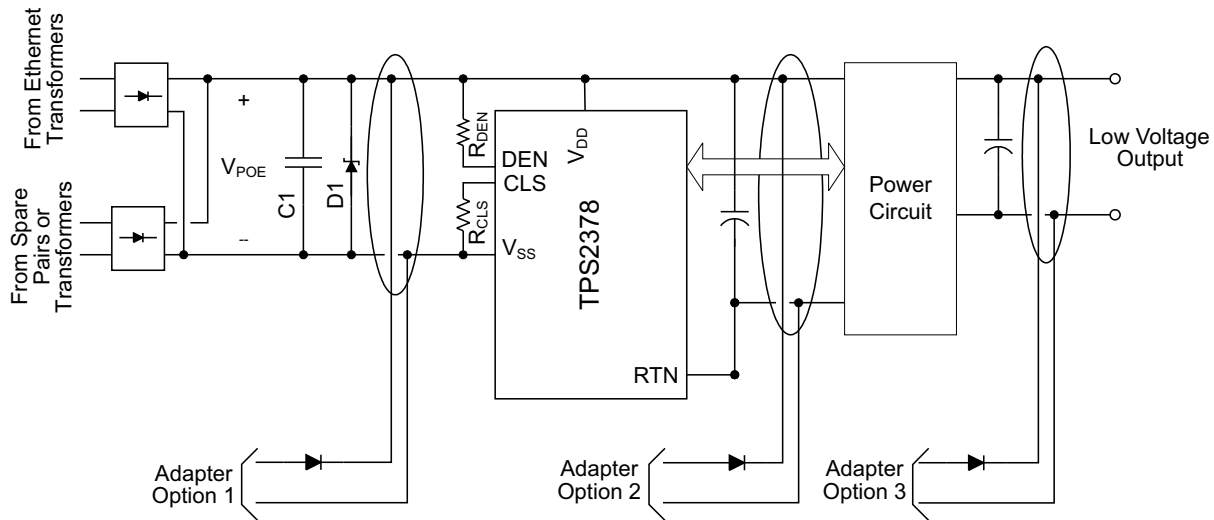 From Ethernet
Transformers
From Spare
Pairs or
Transformers
+
V_POE
--
C1
D1
R_DEN
R_CLS
DEN
CLS
V_SS
V_DD
TPS2378
RTN
Power
Circuit
Low Voltage
Output
Adapter
Option 1
Adapter
Option 2
Adapter
Option 3